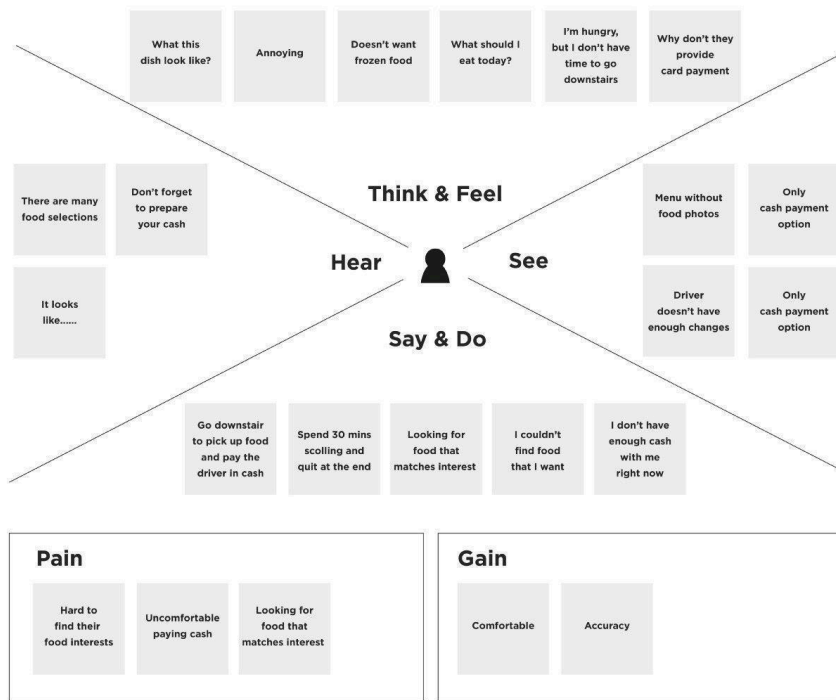 What this
dish look like?
Annoying
Doesn't want
frozen food
What should I
eat today?
I'm hungry,
but I don't have
time to go
downstairs
Why don't they
provide
card payment
Think & Feel
There are many
food selections
Don't forget
to prepare
your cash
It looks
like......
Hear
See
Menu without
food photos
Only
cash payment
option
Driver
doesn't have
enough changes
Only
cash payment
option
Say & Do
Go downstair
to pick up food
and pay the
driver in cash
Spend 30 mins
scolling and
quit at the end
Looking for
food that
matches interest
I couldn't
find food
that I want
I don't have
enough cash
with me
right now
Pain
Hard to
find their
food interests
Uncomfortable
paying cash
Looking for
food that
matches interest
Gain
Comfortable
Accuracy